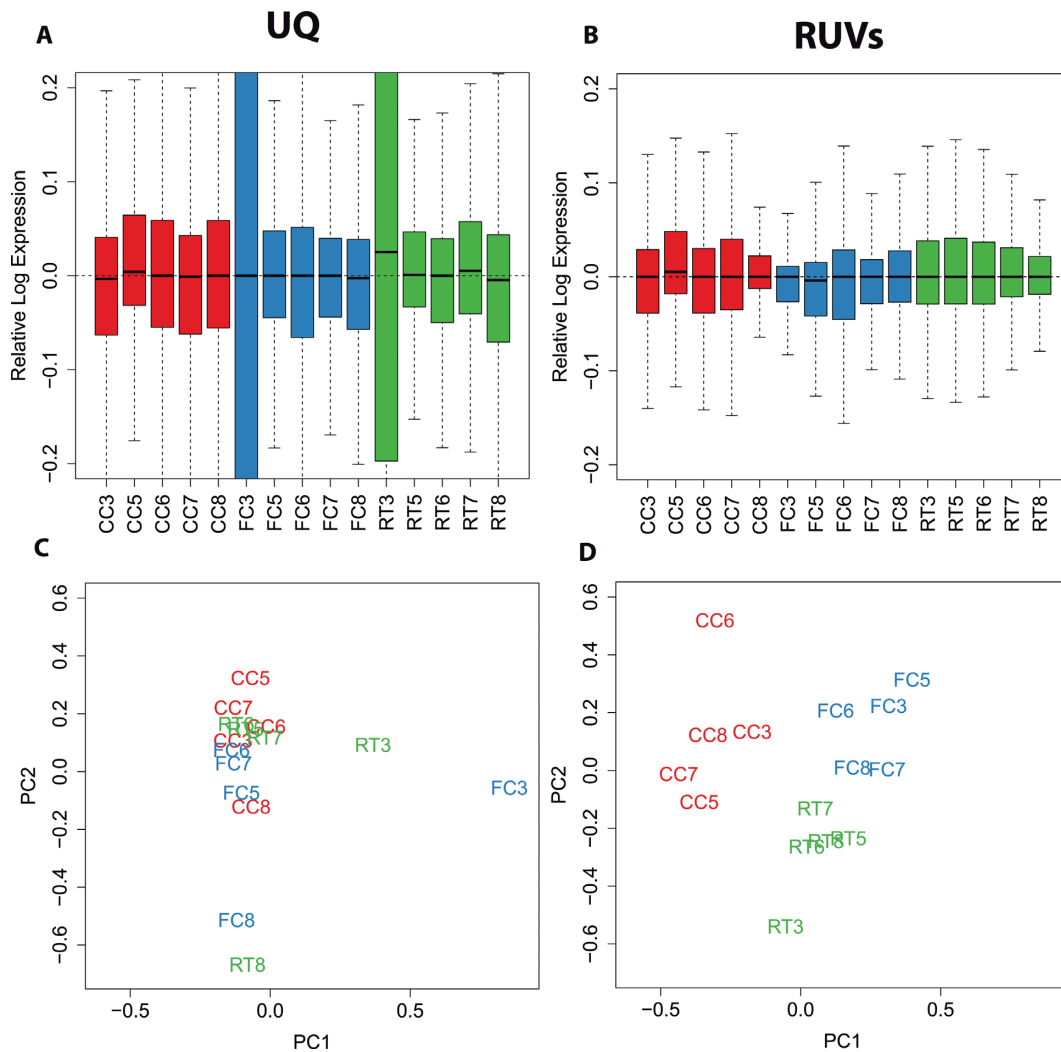 UQ
RUVs
A
B
Relative Log Expression
0.2
0.1
0.0
−0.1
−0.2
CC3 CC5 CC6 CC7 CC8 FC3 FC5 FC6 FC7 FC8 RT3 RT5 RT6 RT7 RT8
Relative Log Expression
0.2
0.1
0.0
−0.1
−0.2
CC3 CC5 CC6 CC7 CC8 FC3 FC5 FC6 FC7 FC8 RT3 RT5 RT6 RT7 RT8
C
PC2
0.6
0.4
0.2
0.0
−0.2
−0.4
−0.6
CC5
CC7
RT6 RT5 CC6
CC3 RT7 RT3
FC6
FC7
FC5 FC3
CC8
FC8
RT8
−0.5 0.0 0.5
PC1
D
PC2
0.6
0.4
0.2
0.0
−0.2
−0.4
−0.6
CC6
FC5
FC6 FC3
CC8 CC3
CC7 FC8 FC7
CC5
RT7
RT6 RT8 RT5
RT3
−0.5 0.0 0.5
PC1